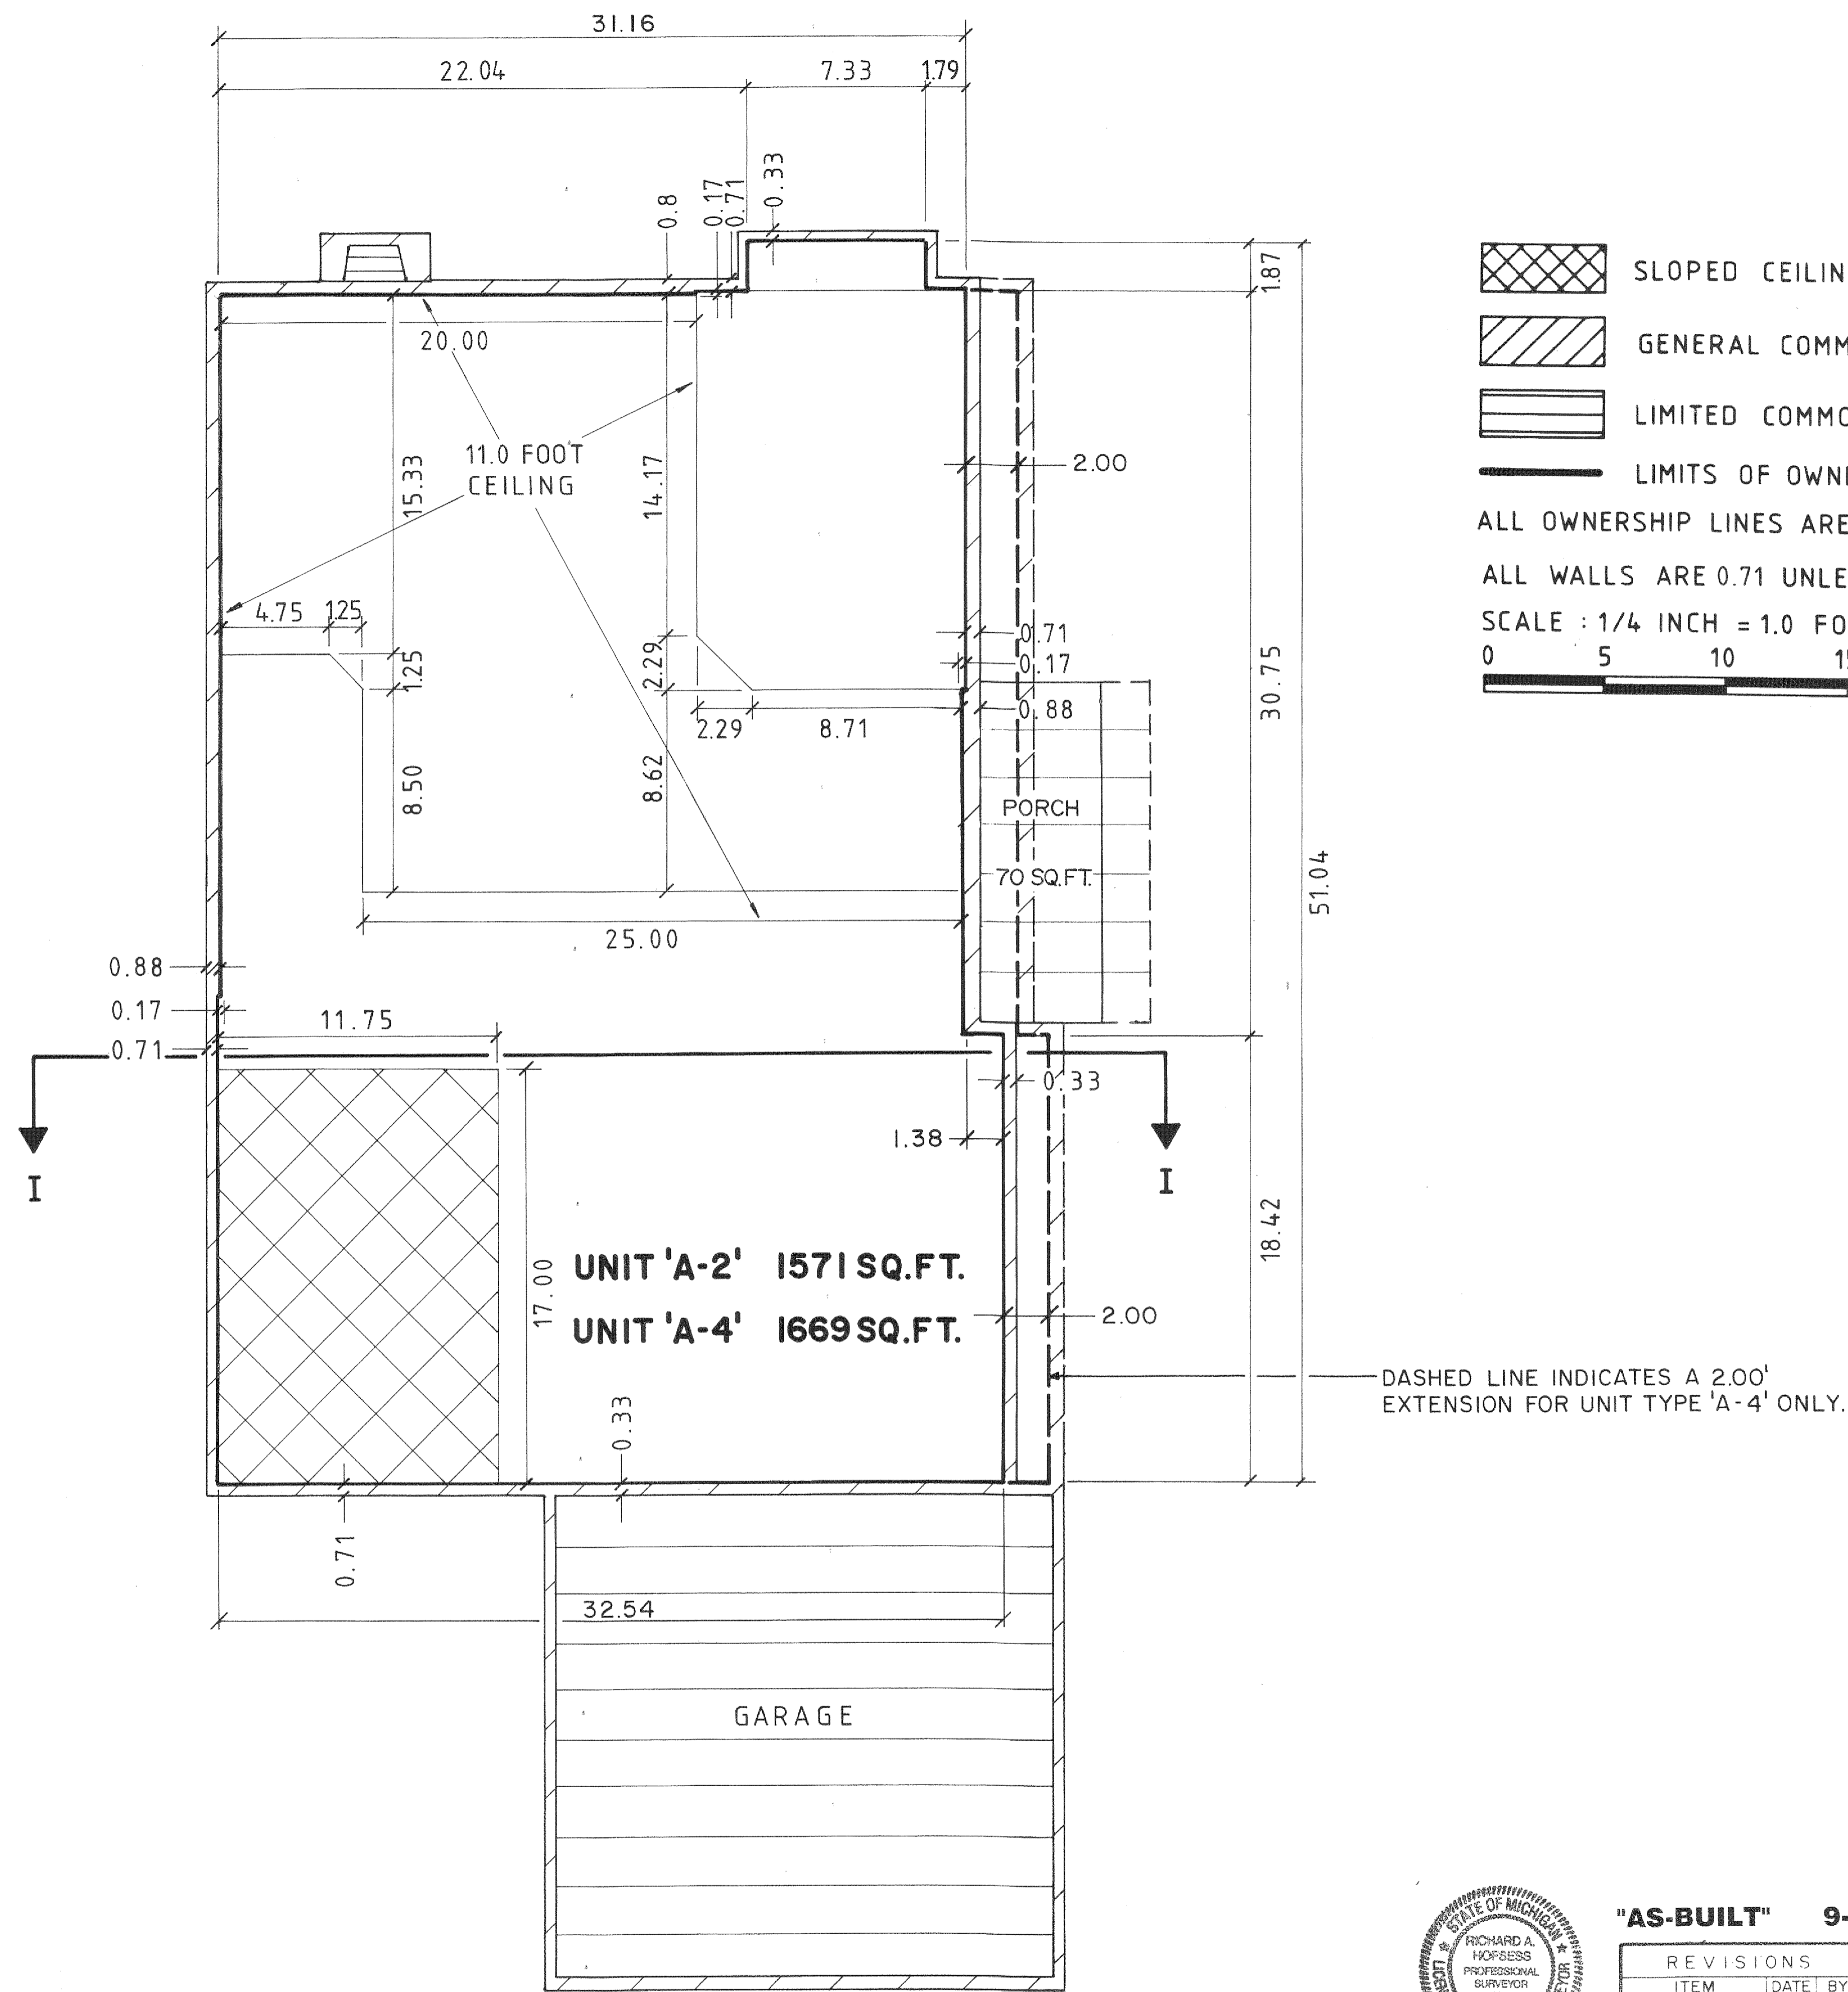 31.16
22.04 7.33 1.79
0.8
0.17
0.71
0.33
1.87
20.00
11.0 FOOT
CEILING
15.33
14.17
2.00
4.75 1.25
1.25
2.29
0.71
0.17
0.88
2.29 8.71
30.75
8.50
8.62
PORCH
70 SQ.FT.
51.04
25.00
0.88
0.17
0.71
11.75
0.33
1.38
I
I
18.42
17.00
UNIT 'A-2' 1571 SQ.FT.
UNIT 'A-4' 1669 SQ.FT.
2.00
DASHED LINE INDICATES A 2.00'
EXTENSION FOR UNIT TYPE 'A-4' ONLY.
0.33
0.71
32.54
GARAGE
SLOPED CEILIN
GENERAL COMM
LIMITED COMMO
LIMITS OF OWN
ALL OWNERSHIP LINES ARE
ALL WALLS ARE 0.71 UNLE
SCALE : 1/4 INCH = 1.0 FO
0 5 10
STATE OF MICHIGAN
RICHARD A.
HOFSESS
PROFESSIONAL
SURVEYOR
"AS-BUILT" 9-
REVISIONS
ITEM DATE BY